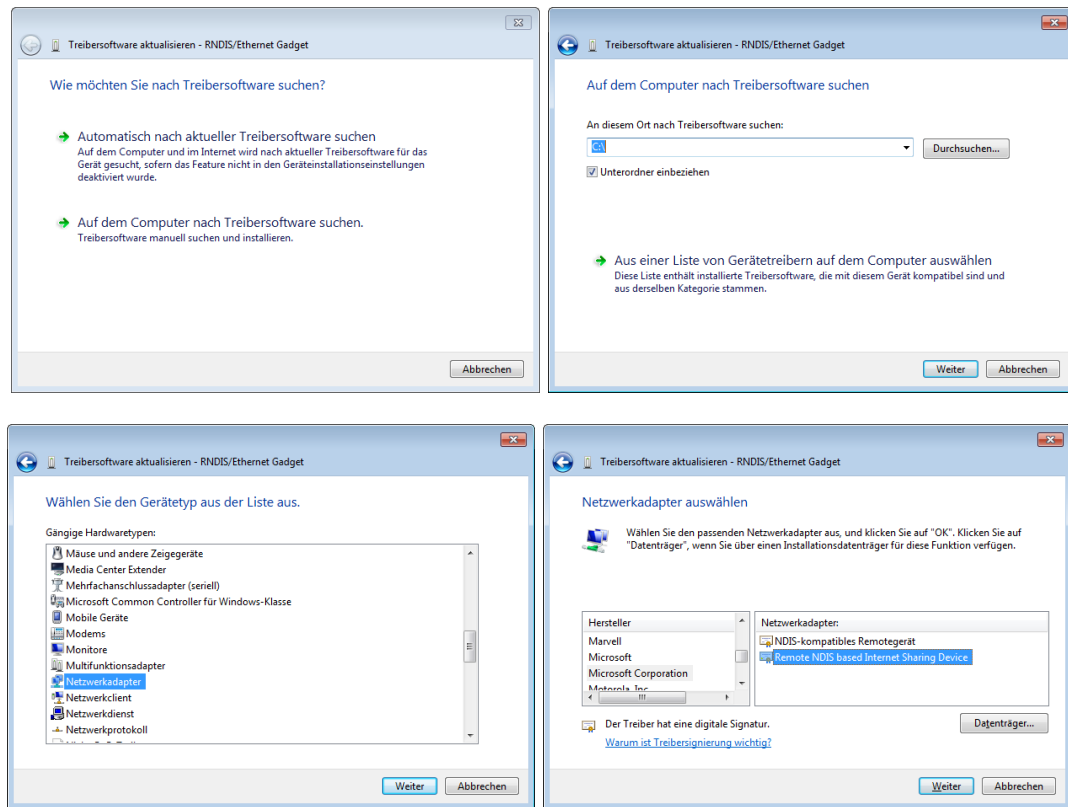 Treibersoftware aktualisieren - RNDIS/Ethernet Gadget
Wie möchten Sie nach Treibersoftware suchen?
Automatisch nach aktueller Treibersoftware suchen
Auf dem Computer und im Internet wird nach aktueller Treibersoftware für das
Gerät gesucht, sofern das Feature nicht in den Geräteinstallationseinstellungen
deaktiviert wurde.
Auf dem Computer nach Treibersoftware suchen.
Treibersoftware manuell suchen und installieren.
Abbrechen
Treibersoftware aktualisieren - RNDIS/Ethernet Gadget
Auf dem Computer nach Treibersoftware suchen
An diesem Ort nach Treibersoftware suchen:
C:\
Durchsuchen...
Unterordner einbeziehen
Aus einer Liste von Gerätetreibern auf dem Computer auswählen
Diese Liste enthält installierte Treibersoftware, die mit diesem Gerät kompatibel sind und
aus derselben Kategorie stammen.
Weiter
Abbrechen
Treibersoftware aktualisieren - RNDIS/Ethernet Gadget
Wählen Sie den Gerätetyp aus der Liste aus.
Gängige Hardwaretypen:
Mäuse und andere Zeigegeräte
Media Center Extender
Mehrfachanschlussadapter (seriell)
Microsoft Common Controller für Windows-Klasse
Mobile Geräte
Modems
Monitore
Multifunktionsadapter
Netzwerkadapter
Netzwerkclient
Netzwerkdienst
Netzwerkprotokoll
Weiter
Abbrechen
Treibersoftware aktualisieren - RNDIS/Ethernet Gadget
Netzwerkadapter auswählen
Wählen Sie den passenden Netzwerkadapter aus, und klicken Sie auf "OK". Klicken Sie auf
"Datenträger", wenn Sie über einen Installationsdatenträger für diese Funktion verfügen.
Hersteller
Marvell
Microsoft
Microsoft Corporation
Motorola, Inc.
Netzwerkadapter:
NDIS-kompatibles Remotegerät
Remote NDIS based Internet Sharing Device
Der Treiber hat eine digitale Signatur.
Warum ist Treibersignierung wichtig?
Datenträger...
Weiter
Abbrechen